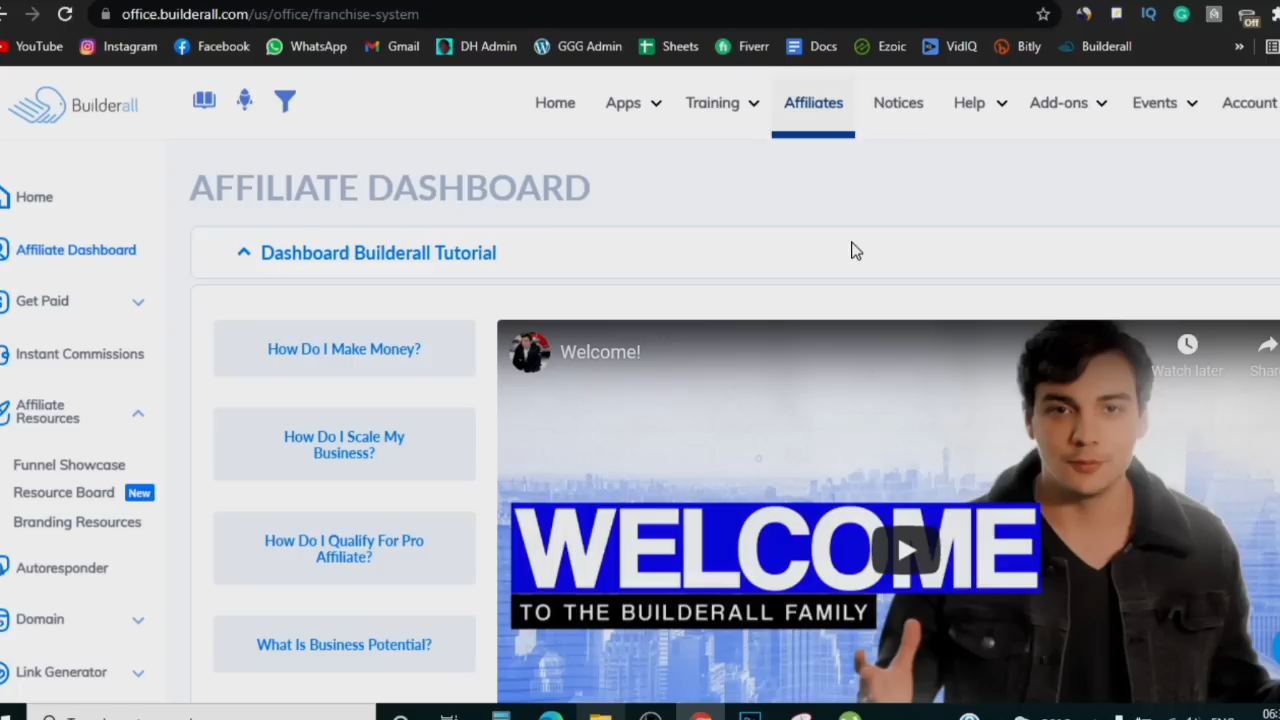 office.builderall.com/us/office/franchise-system
Off
YouTube Instagram Facebook WhatsApp Gmail DH Admin GGG Admin Sheets Fiverr Docs Ezoic VidIQ Bitly Builderall »
Builderall Home Apps Training Affiliates Notices Help Add-ons Events Account
AFFILIATE DASHBOARD
Home
Affiliate Dashboard
Get Paid
Instant Commissions
Affiliate
Resources
Funnel Showcase
Resource Board New
Branding Resources
Autoresponder
Domain
Link Generator
Dashboard Builderall Tutorial
How Do I Make Money?
How Do I Scale My
Business?
How Do I Qualify For Pro
Affiliate?
What Is Business Potential?
Welcome!
Watch later
WELCOME
TO THE BUILDERALL FAMILY